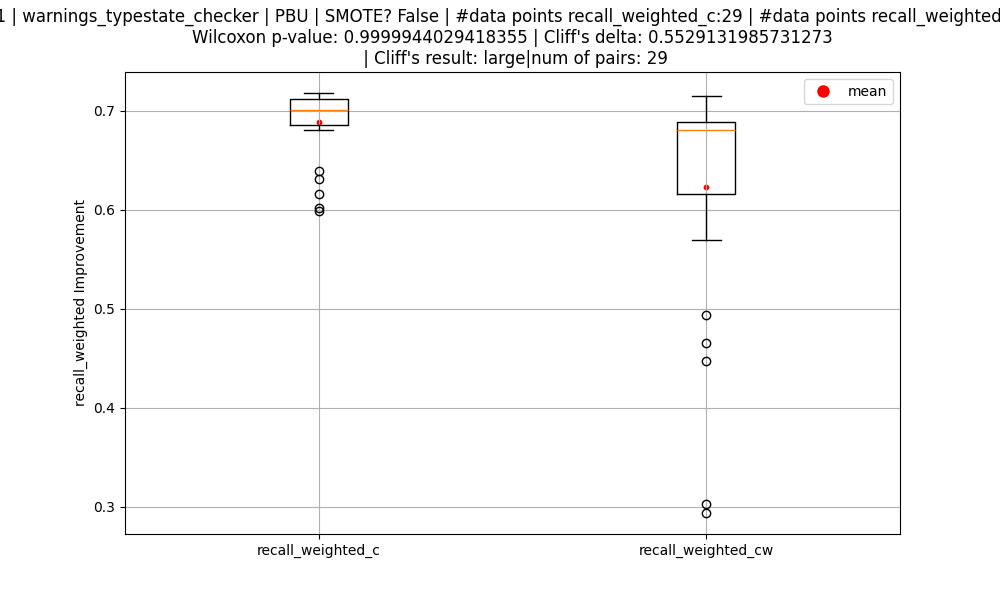 1 | warnings_typestate_checker | PBU | SMOTE? False | #data points recall_weighted_c:29 | #data points recall_weighted
Wilcoxon p-value: 0.9999944029418355 | Cliff's delta: 0.5529131985731273
| Cliff's result: large|num of pairs: 29
mean
0.7
0.6
0.5
0.4
0.3
recall_weighted Improvement
recall_weighted_c
recall_weighted_cw